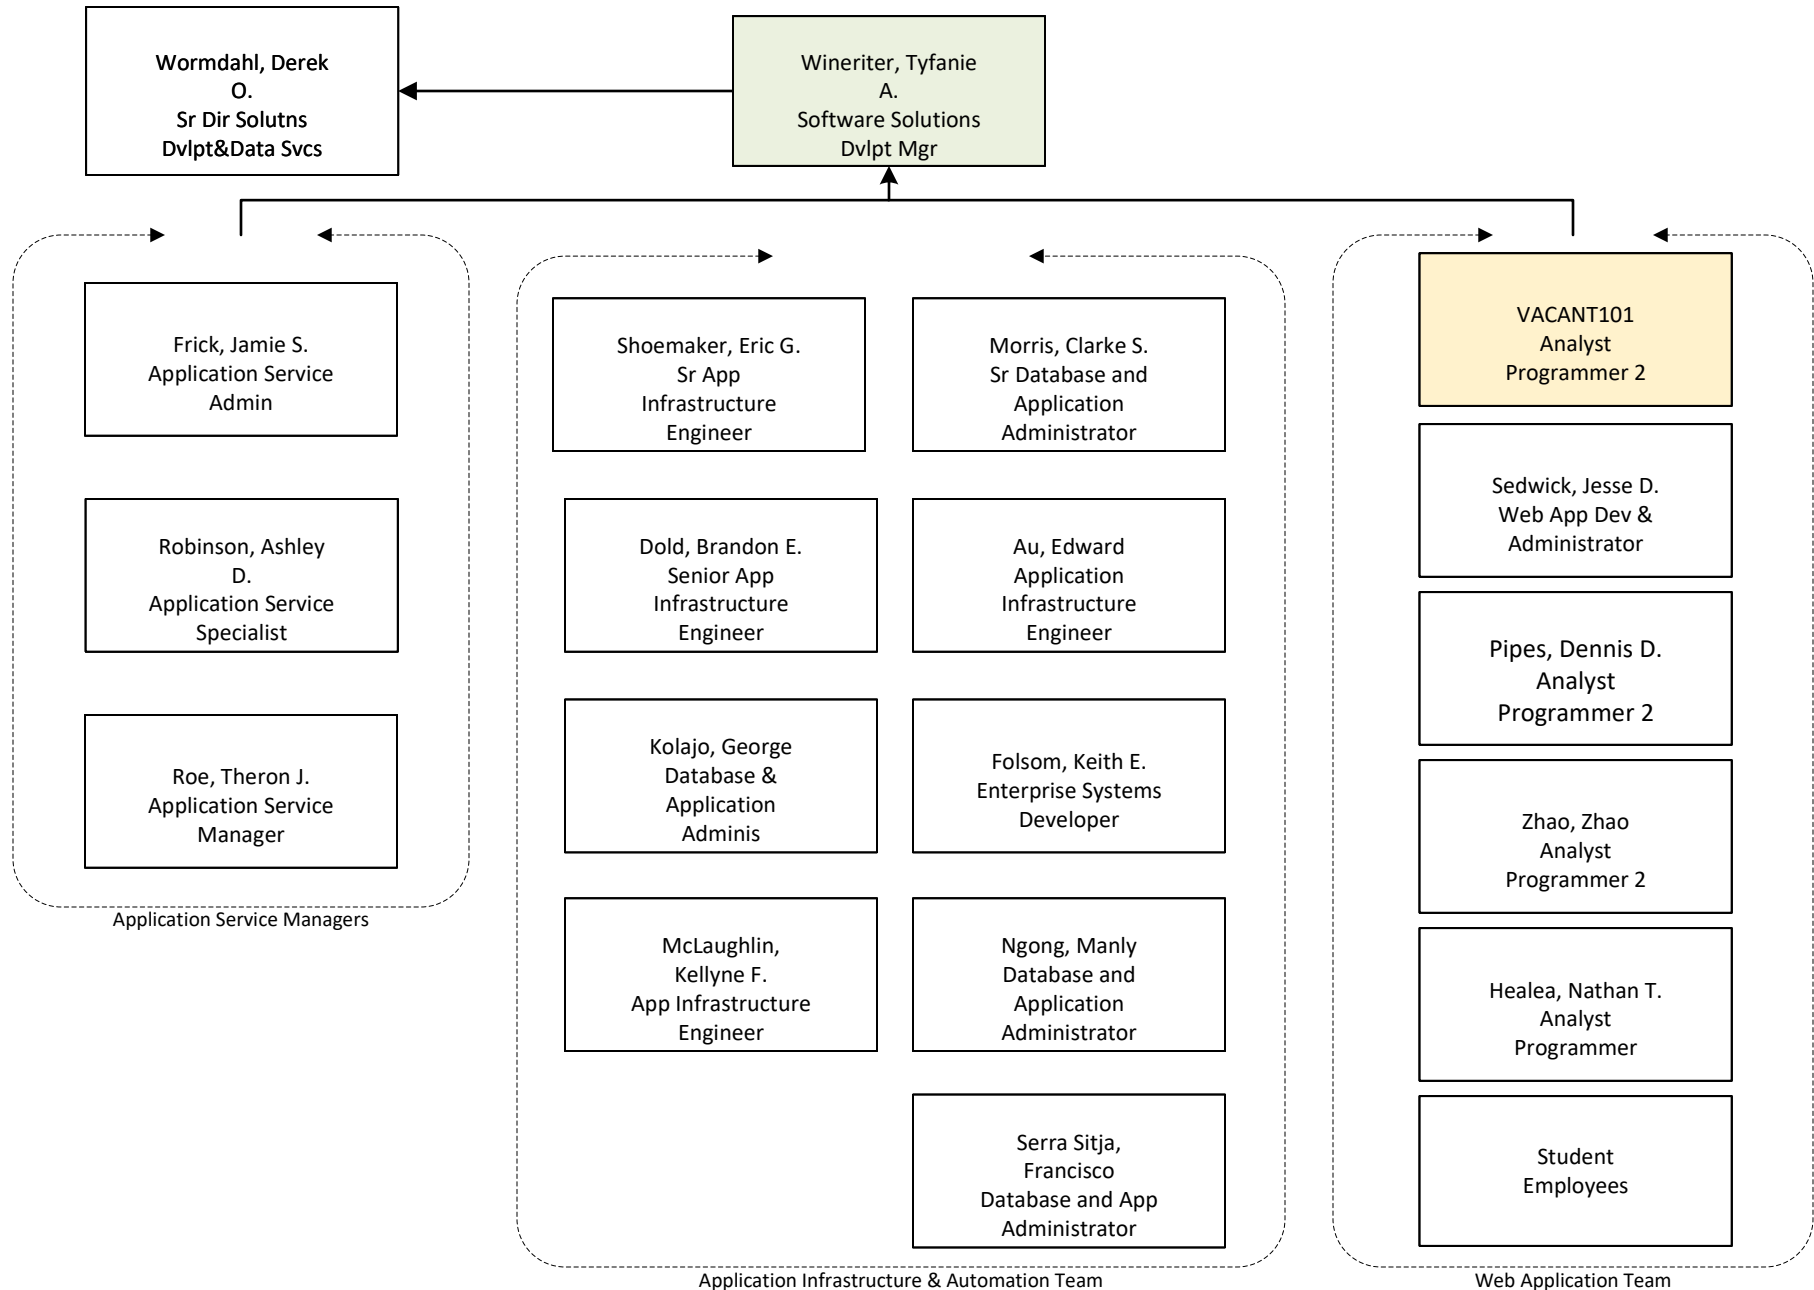 Wormdahl, Derek
O.
Sr Dir Solutns
Dvlpt&Data Svcs
Wineriter, Tyfanie
A.
Software Solutions
Dvlpt Mgr
Frick, Jamie S.
Application Service
Admin
Robinson, Ashley
D.
Application Service
Specialist
Roe, Theron J.
Application Service
Manager
Application Service Managers
Shoemaker, Eric G.
Sr App
Infrastructure
Engineer
Morris, Clarke S.
Sr Database and
Application
Administrator
Dold, Brandon E.
Senior App
Infrastructure
Engineer
Au, Edward
Application
Infrastructure
Engineer
Kolajo, George
Database &
Application
Adminis
Folsom, Keith E.
Enterprise Systems
Developer
McLaughlin,
Kellyne F.
App Infrastructure
Engineer
Ngong, Manly
Database and
Application
Administrator
Serra Sitja,
Francisco
Database and App
Administrator
Application Infrastructure & Automation Team
VACANT101
Analyst
Programmer 2
Sedwick, Jesse D.
Web App Dev &
Administrator
Pipes, Dennis D.
Analyst
Programmer 2
Zhao, Zhao
Analyst
Programmer 2
Healea, Nathan T.
Analyst
Programmer
Student
Employees
Web Application Team